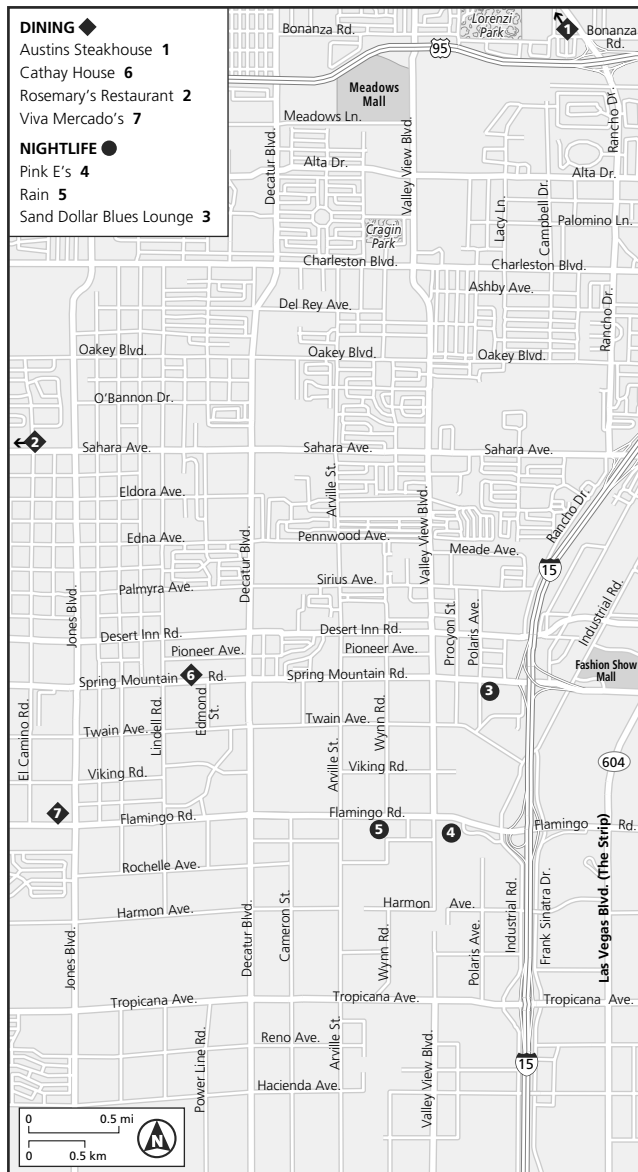 DINING
Austins Steakhouse 1
Cathay House 6
Rosemary's Restaurant 2
Viva Mercado's 7
NIGHTLIFE
Pink E's 4
Rain 5
Sand Dollar Blues Lounge 3
Bonanza Rd.
Lorenzi Park
1
Bonanza Rd.
95
Meadows Mall
Meadows Ln.
Decatur Blvd.
Valley View Blvd.
Rancho Dr.
Alta Dr.
Alta Dr.
Lacy Ln.
Campbell Dr.
Palomino Ln.
Cragin Park
Charleston Blvd.
Charleston Blvd.
Ashby Ave.
Del Rey Ave.
Rancho Dr.
Oakey Blvd.
Oakey Blvd.
Oakey Blvd.
O'Bannon Dr.
2
Sahara Ave.
Sahara Ave.
Sahara Ave.
Arville St.
Eldora Ave.
Valley View Blvd.
Rancho Dr.
Edna Ave.
Pennwood Ave.
Meade Ave.
Decatur Blvd.
15
Palmyra Ave.
Sirius Ave.
Jones Blvd.
Procyon St.
Polaris Ave.
Industrial Rd.
Desert Inn Rd.
Desert Inn Rd.
Pioneer Ave.
Pioneer Ave.
Fashion Show Mall
Spring Mountain Rd.
6
Spring Mountain Rd.
3
El Camino Rd.
Lindell Rd.
Edmond St.
Wynn Rd.
Twain Ave.
Twain Ave.
Arville St.
Viking Rd.
Viking Rd.
604
7
Flamingo Rd.
Flamingo Rd.
5
4
Flamingo Rd.
Las Vegas Blvd. (The Strip)
Rochelle Ave.
Cameron St.
Harmon Ave.
Harmon Ave.
Industrial Rd.
Frank Sinatra Dr.
Jones Blvd.
Decatur Blvd.
Wynn Rd.
Polaris Ave.
Tropicana Ave.
Tropicana Ave.
Tropicana Ave.
Power Line Rd.
Reno Ave.
Arville St.
Valley View Blvd.
15
Hacienda Ave.
0 0.5 mi
0 0.5 km
N